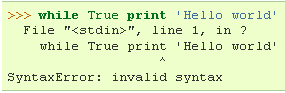 >>> while True print 'Hello world'
  File "<stdin>", line 1, in ?
    while True print 'Hello world'
                   ^
SyntaxError: invalid syntax